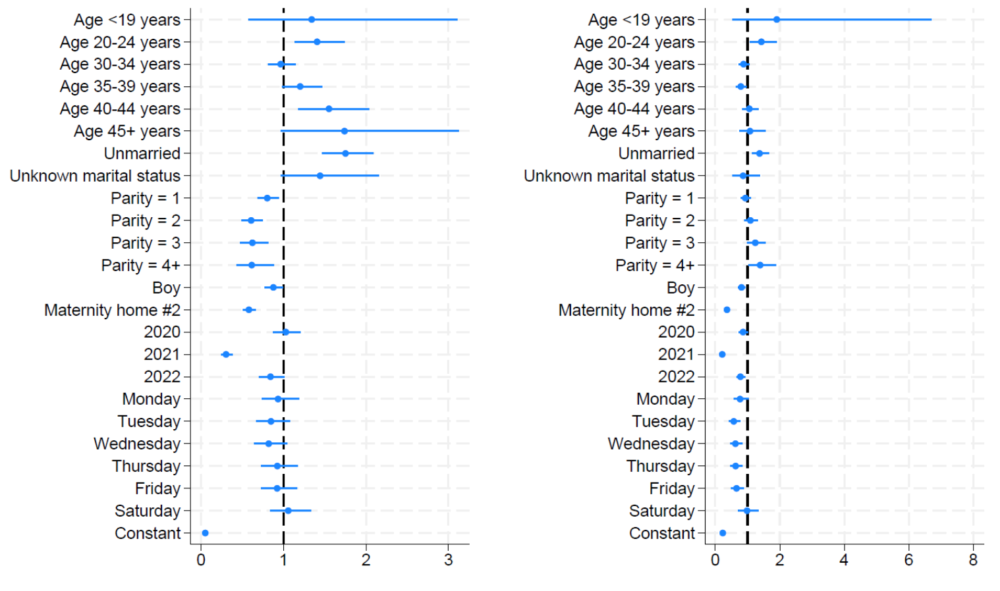 Age <19 years
Age 20-24 years
Age 30-34 years
Age 35-39 years
Age 40-44 years
Age 45+ years
Unmarried
Unknown marital status
Parity = 1
Parity = 2
Parity = 3
Parity = 4+
Boy
Maternity home #2
2020
2021
2022
Monday
Tuesday
Wednesday
Thursday
Friday
Saturday
Constant
0 1 2 3
Age <19 years
Age 20-24 years
Age 30-34 years
Age 35-39 years
Age 40-44 years
Age 45+ years
Unmarried
Unknown marital status
Parity = 1
Parity = 2
Parity = 3
Parity = 4+
Boy
Maternity home #2
2020
2021
2022
Monday
Tuesday
Wednesday
Thursday
Friday
Saturday
Constant
0 2 4 6 8